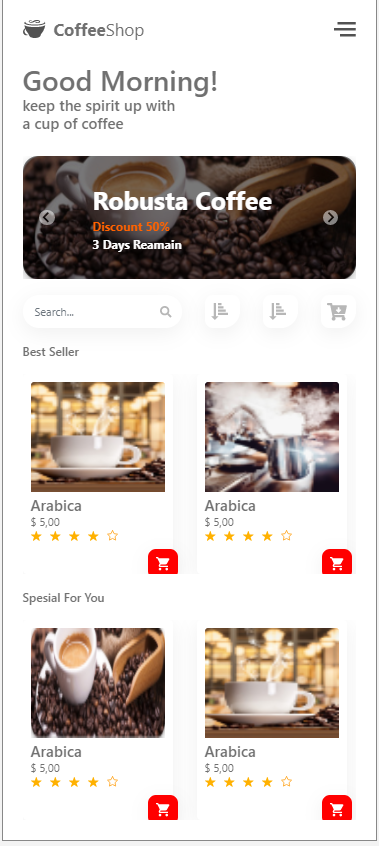 CoffeeShop
Good Morning!
keep the spirit up with
a cup of coffee
Robusta Coffee
Discount 50%
3 Days Reamain
Search...
Best Seller
Arabica
$ 5,00
Arabica
$ 5,00
Spesial For You
Arabica
$ 5,00
Arabica
$ 5,00